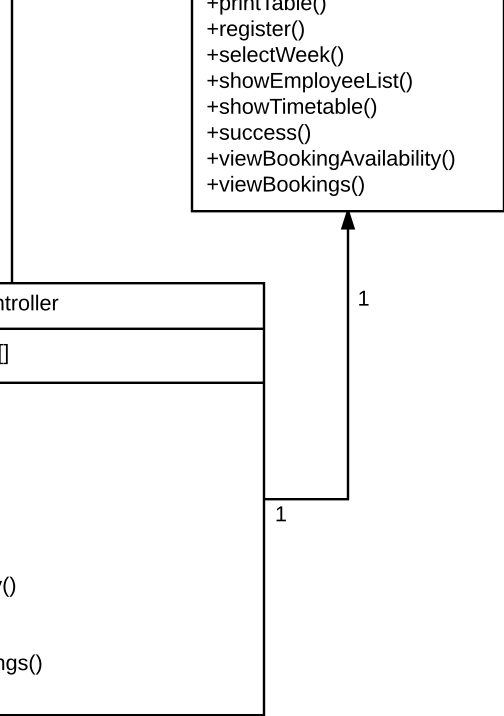 +printTable()
+register()
+selectWeek()
+showEmployeeList()
+showTimetable()
+success()
+viewBookingAvailability()
+viewBookings()
1
ntroller
[]
1
y()
ngs()